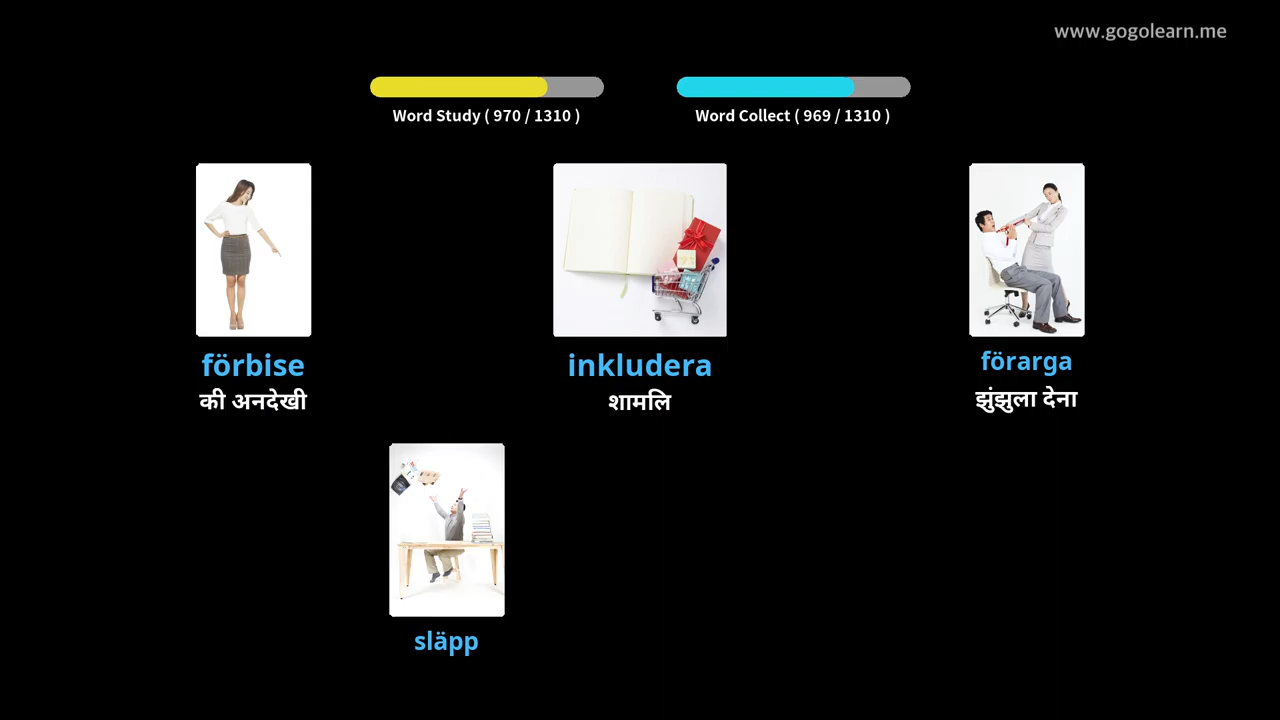 www.gogolearn.me
Word Study ( 970 / 1310 )
Word Collect ( 969 / 1310 )
förbise
inkludera
förarga
की अनदेखी
शामलि
झुंझुला देना
släpp